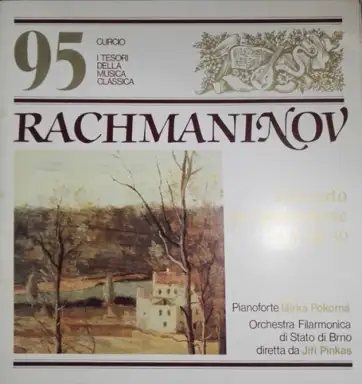 95
CURCIO
I TESORI
DELLA
MUSICA
CLASSICA
RACHMANINOV
Pianoforte Mirka Pokorna
Orchestra Filarmonica
di Stato di Brno
diretta da Jiří Pinkas